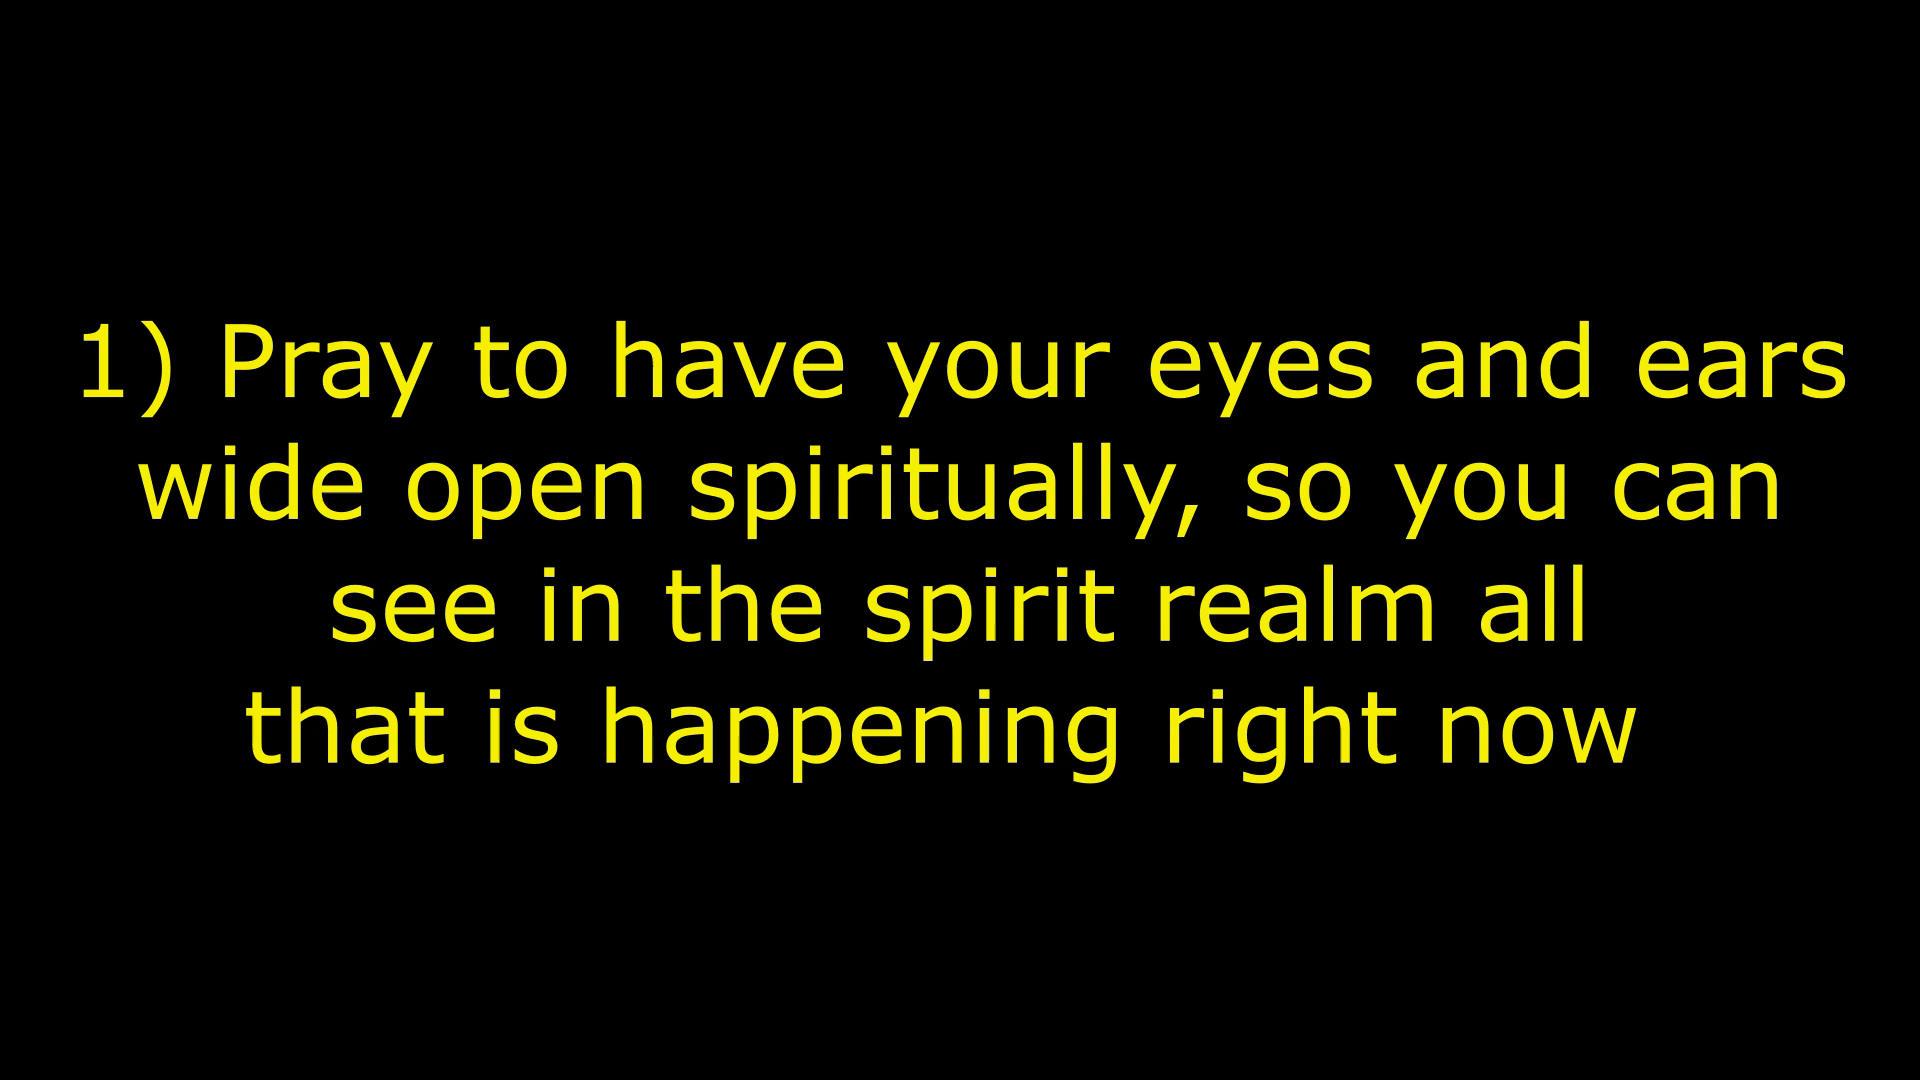 1) Pray to have your eyes and ears
wide open spiritually, so you can
see in the spirit realm all
that is happening right now